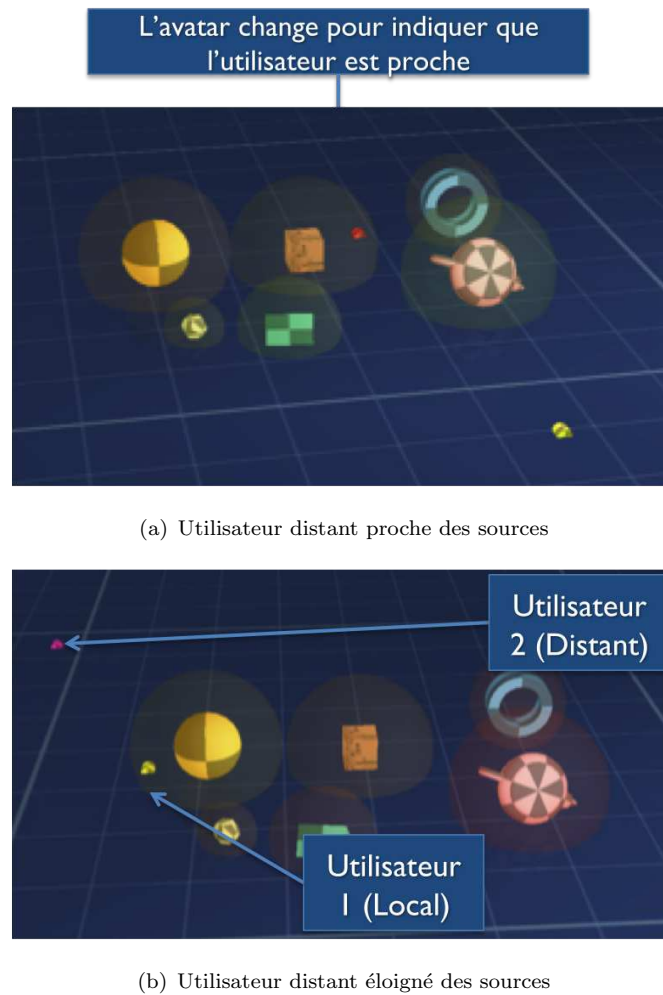 L'avatar change pour indiquer que
l'utilisateur est proche
(a) Utilisateur distant proche des sources
Utilisateur
2 (Distant)
Utilisateur
1 (Local)
(b) Utilisateur distant éloigné des sources